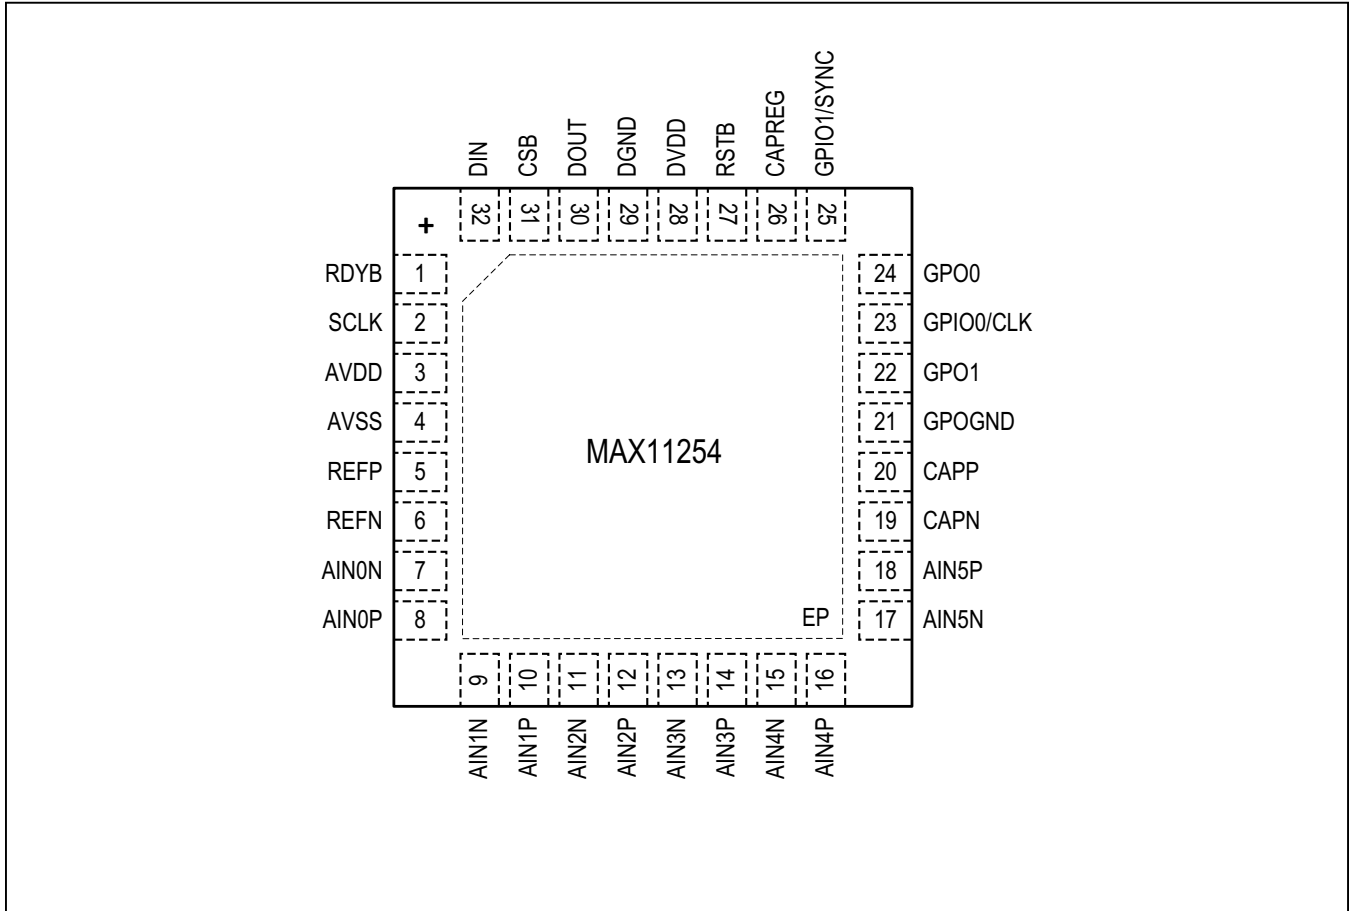 DIN CSB DOUT DGND DVDD RSTB CAPREG GPIO1/SYNC
+ 32 31 30 29 28 27 26 25
RDYB 1 24 GPO0
SCLK 2 23 GPIO0/CLK
AVDD 3 22 GPO1
AVSS 4 21 GPOGND
MAX11254
REFP 5 20 CAPP
REFN 6 19 CAPN
AIN0N 7 18 AIN5P
AIN0P 8 EP 17 AIN5N
9 10 11 12 13 14 15 16
AIN1N AIN1P AIN2N AIN2P AIN3N AIN3P AIN4N AIN4P